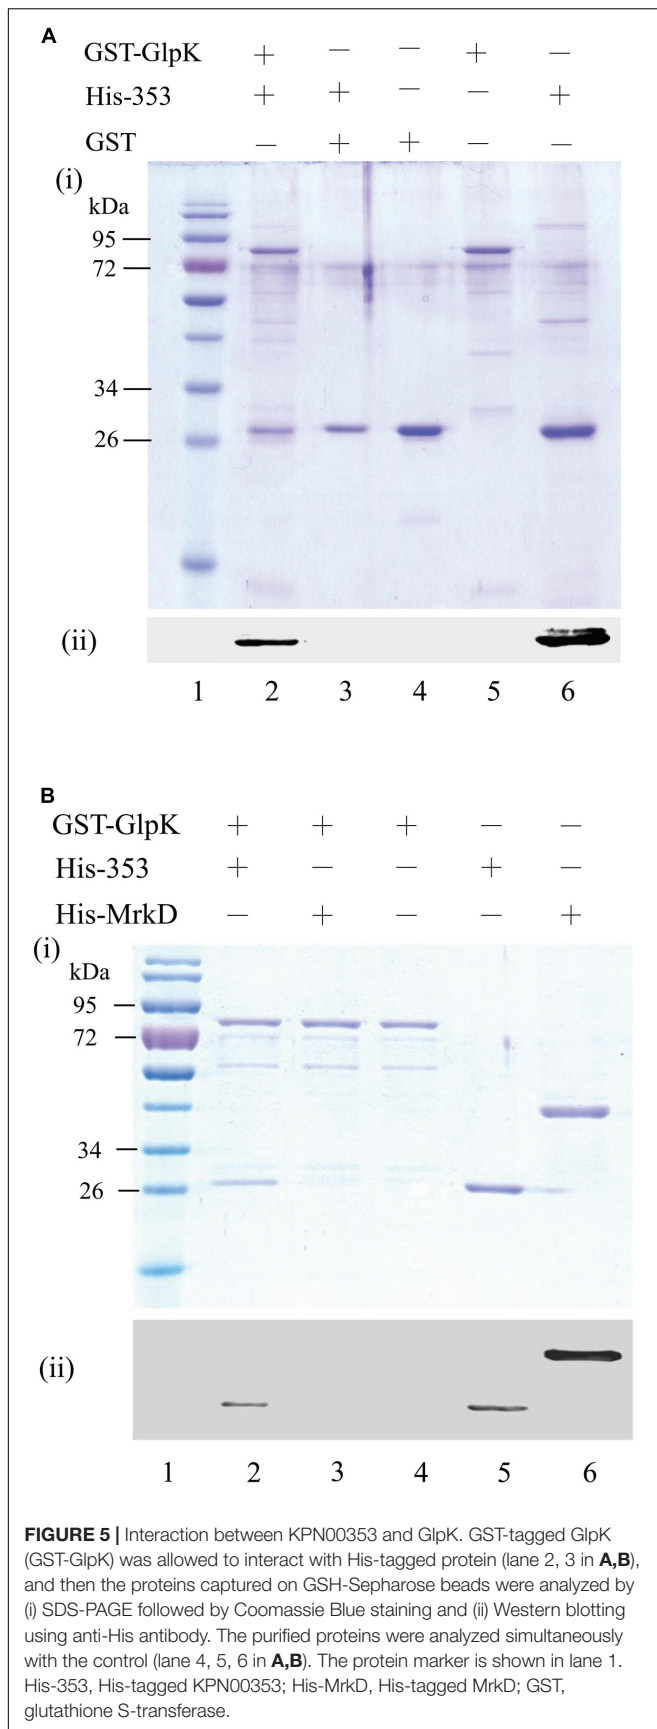 A
GST-GlpK + — — + —
His-353 + + — — +
GST — + + — —
(i)
kDa
95
72
34
26
(ii)
1 2 3 4 5 6
B
GST-GlpK + + + — —
His-353 + — — + —
His-MrkD — + — — +
(i)
kDa
95
72
34
26
(ii)
1 2 3 4 5 6
FIGURE 5 | Interaction between KPN00353 and GlpK. GST-tagged GlpK
(GST-GlpK) was allowed to interact with His-tagged protein (lane 2, 3 in A,B),
and then the proteins captured on GSH-Sepharose beads were analyzed by
(i) SDS-PAGE followed by Coomassie Blue staining and (ii) Western blotting
using anti-His antibody. The purified proteins were analyzed simultaneously
with the control (lane 4, 5, 6 in A,B). The protein marker is shown in lane 1.
His-353, His-tagged KPN00353; His-MrkD, His-tagged MrkD; GST,
glutathione S-transferase.